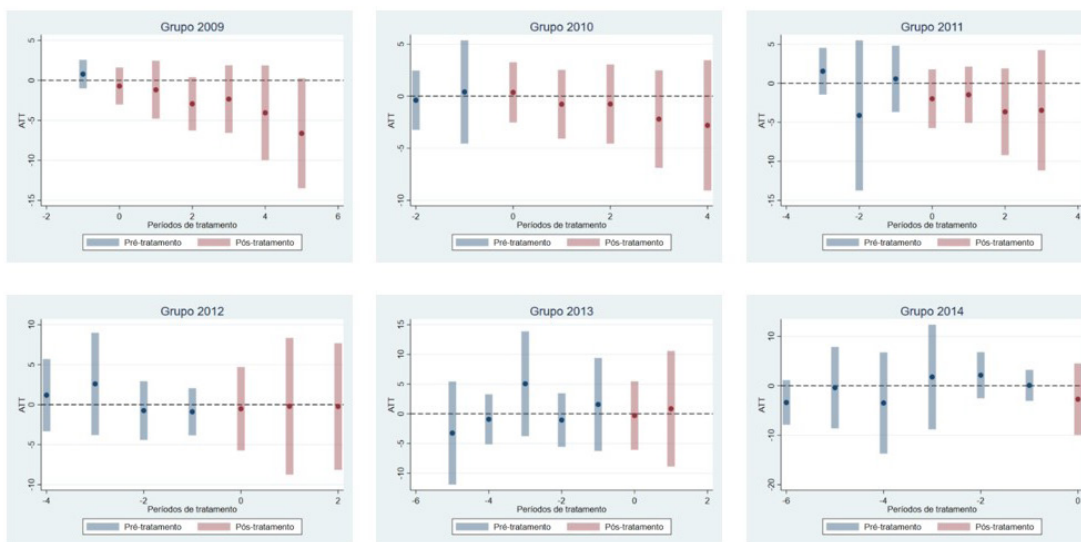 Grupo 2009
5
0
-5
-10
-15
ATT
-2 0 2 4 6
Períodos de tratamento
Pré-tratamento Pós-tratamento
Grupo 2010
5
0
-5
-10
ATT
-2 0 2 4
Períodos de tratamento
Pré-tratamento Pós-tratamento
Grupo 2011
5
0
-5
-10
-15
ATT
-4 -2 0 2 4
Períodos de tratamento
Pré-tratamento Pós-tratamento
Grupo 2012
10
5
0
-5
-10
ATT
-4 -2 0 2
Períodos de tratamento
Pré-tratamento Pós-tratamento
Grupo 2013
15
10
5
0
-5
-10
ATT
-6 -4 -2 0 2
Períodos de tratamento
Pré-tratamento Pós-tratamento
Grupo 2014
10
0
-10
-20
ATT
-6 -4 -2 0
Períodos de tratamento
Pré-tratamento Pós-tratamento